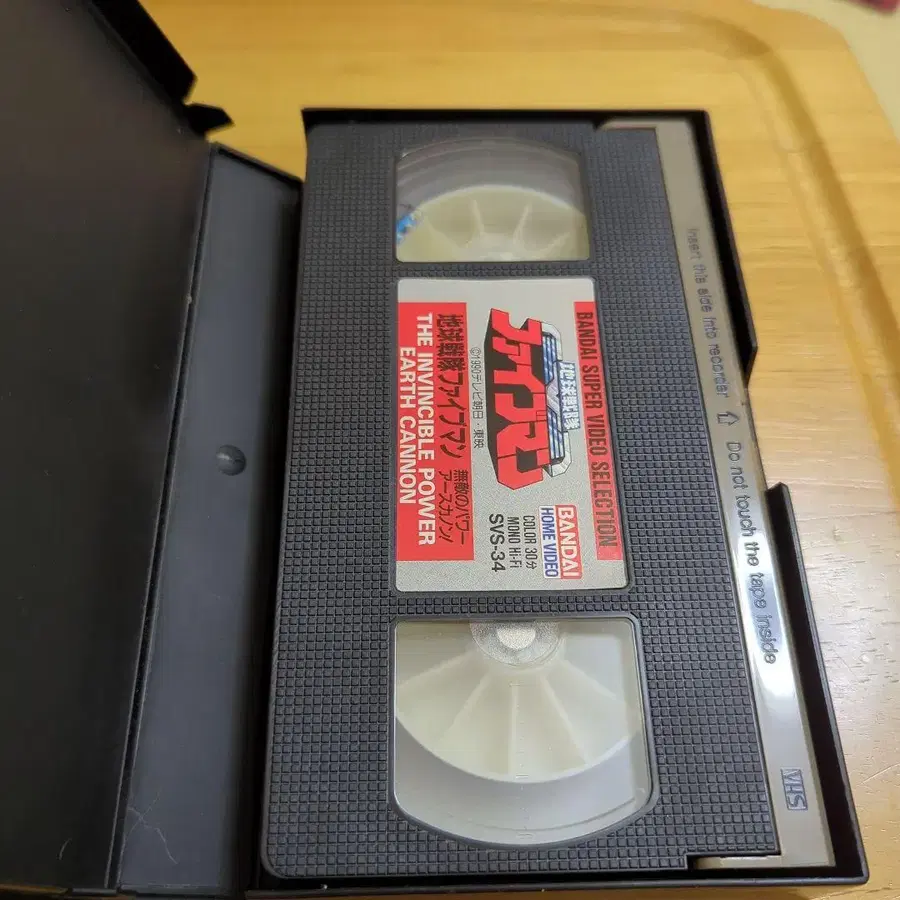 BANDAI SUPER VIDEO SELECTION
地球戦隊
ファイブマン
©1990テレビ朝日・東映
BANDAI
HOME VIDEO
COLOR 30分
MONO Hi-Fi
SVS-34
地球戦隊ファイブマン
無敵のパワー
アースカノン!
THE INVINCIBLE POWER
EARTH CANNON
Insert this side into recorder ⇧ Do not touch the tape inside
VHS